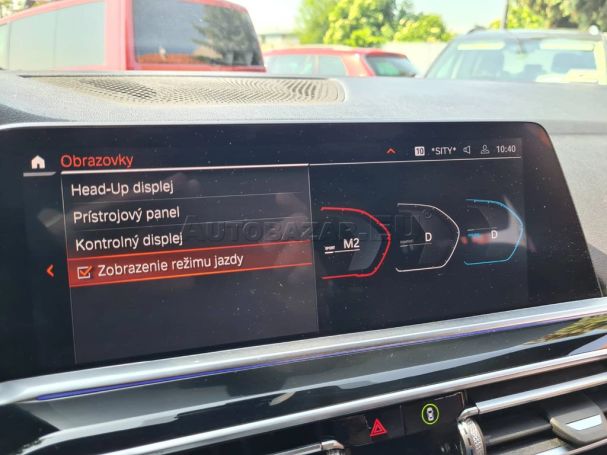 Obrazovky
10 *SITY* 10:40
Head-Up displej
Prístrojový panel
Kontrolný displej
Zobrazenie režimu jazdy
M2
D
D
AUTOBAZAR.EU